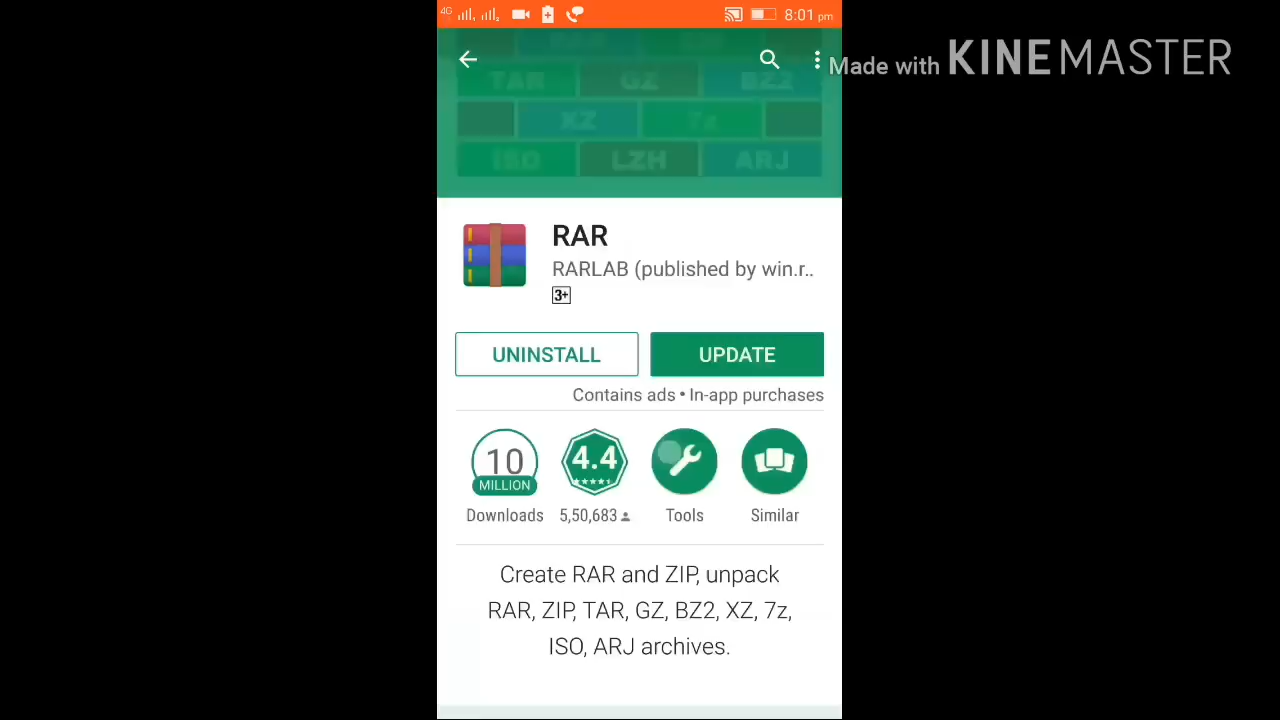 4G 8:01 pm
Made with KINEMASTER
TAR GZ BZ2
XZ 7z
ISO LZH ARJ
RAR
RARLAB (published by win.r..
3+
UNINSTALL UPDATE
Contains ads • In-app purchases
10 MILLION 4.4
Downloads 5,50,683 Tools Similar
Create RAR and ZIP, unpack
RAR, ZIP, TAR, GZ, BZ2, XZ, 7z,
ISO, ARJ archives.